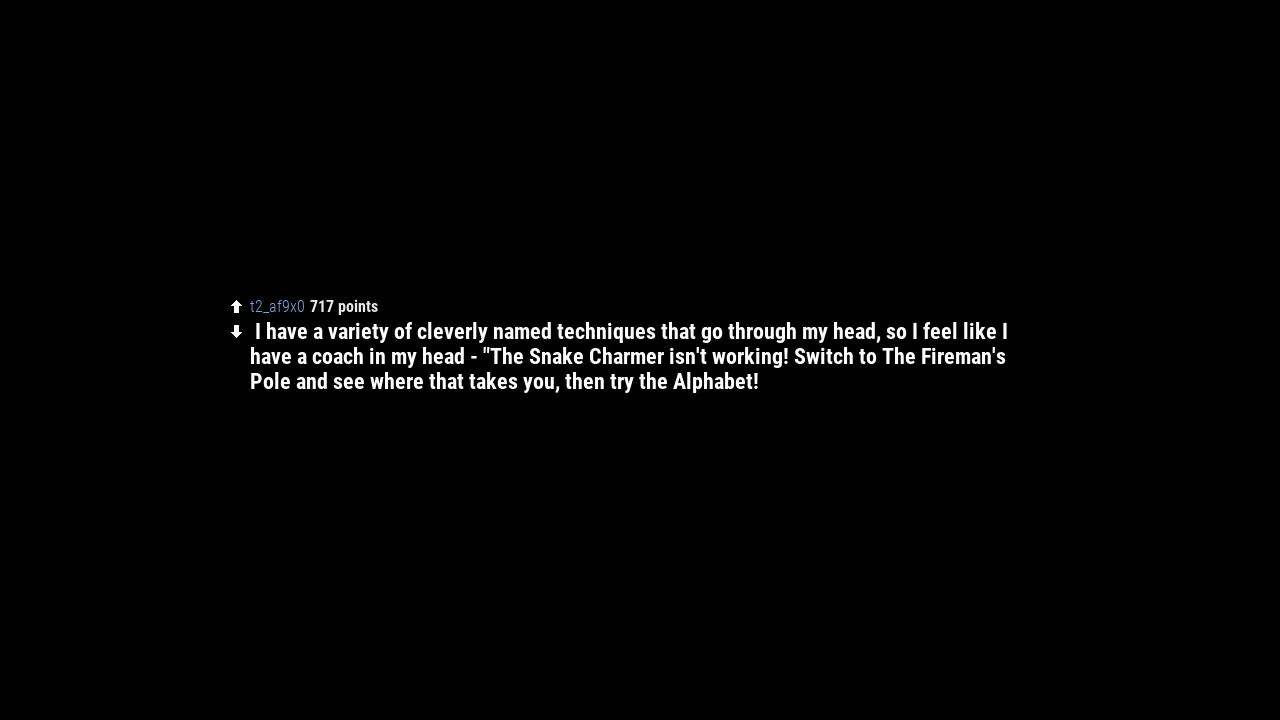 t2_af9x0 717 points
I have a variety of cleverly named techniques that go through my head, so I feel like I
have a coach in my head - "The Snake Charmer isn't working! Switch to The Fireman's
Pole and see where that takes you, then try the Alphabet!